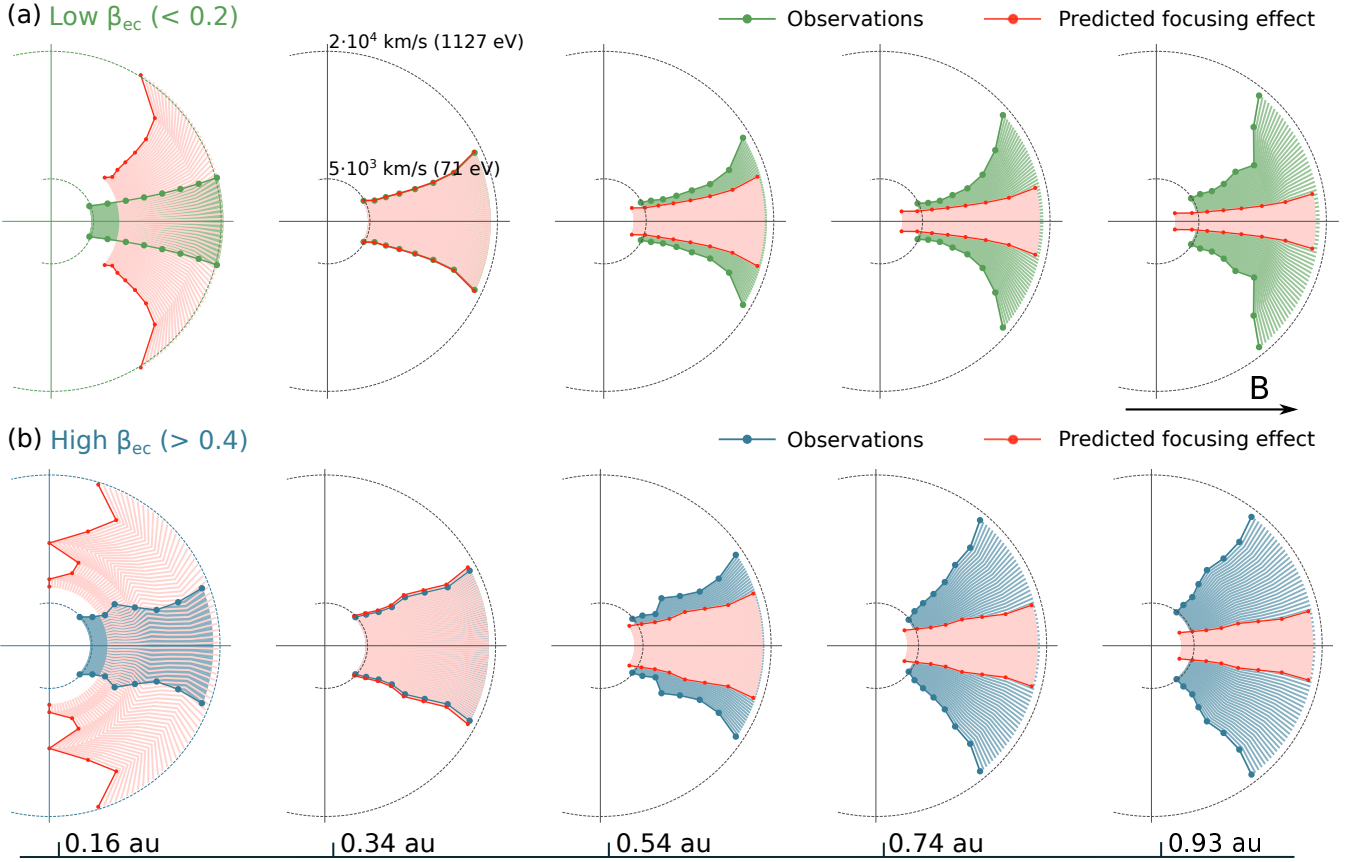 (a) Low βec (< 0.2)
Observations
Predicted focusing effect
2·10⁴ km/s (1127 eV)
5·10³ km/s (71 eV)
B
(b) High βec (> 0.4)
Observations
Predicted focusing effect
0.16 au
0.34 au
0.54 au
0.74 au
0.93 au